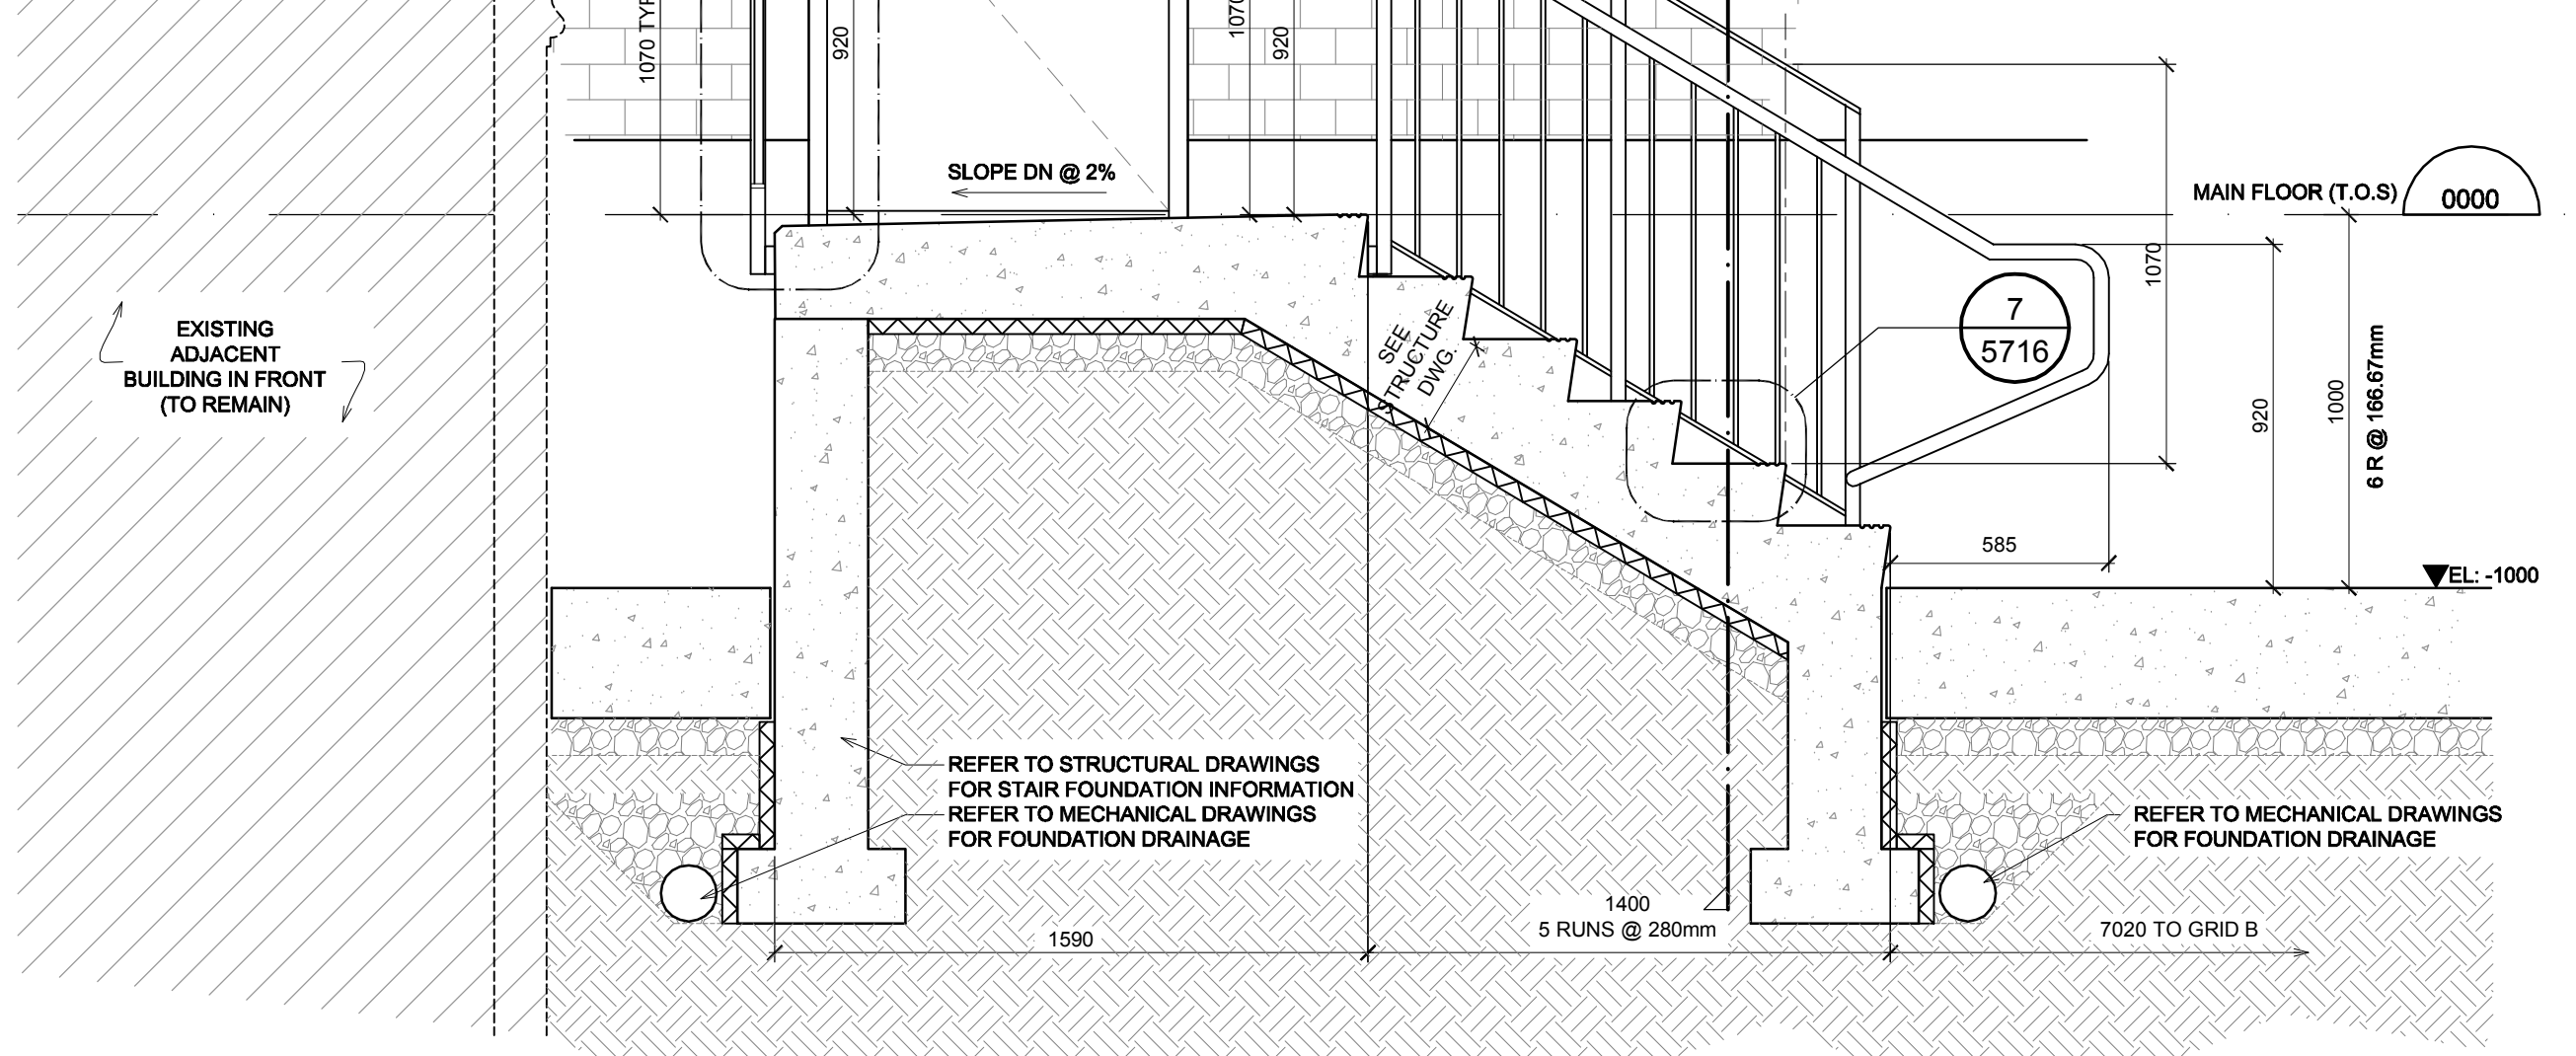 1070 TYP
920
1070
920
SLOPE DN @ 2%
MAIN FLOOR (T.O.S)
0000
1070
EXISTING
ADJACENT
BUILDING IN FRONT
(TO REMAIN)
SEE
STRUCTURE
DWG.
7
5716
920
1000
6 R @ 166.67mm
585
EL: -1000
REFER TO STRUCTURAL DRAWINGS
FOR STAIR FOUNDATION INFORMATION
REFER TO MECHANICAL DRAWINGS
FOR FOUNDATION DRAINAGE
REFER TO MECHANICAL DRAWINGS
FOR FOUNDATION DRAINAGE
1590
1400
5 RUNS @ 280mm
7020 TO GRID B